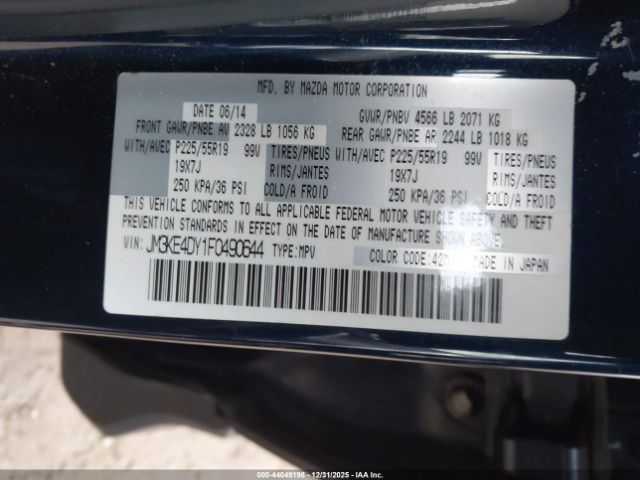 MFD. BY MAZDA MOTOR CORPORATION
DATE 06/14 GVWR/PNBV 4566 LB 2071 KG
FRONT GAWR/PNBE AV 2328 LB 1056 KG REAR GAWR/PNBE AR 2244 LB 1018 KG
WITH/AVEC P225/55R19 99V TIRES/PNEUS WITH/AVEC P225/55R19 99V TIRES/PNEUS
19X7J RIMS/JANTES 19X7J RIMS/JANTES
250 KPA/36 PSI COLD/A FROID 250 KPA/36 PSI COLD/A FROID
THIS VEHICLE CONFORMS TO ALL APPLICABLE FEDERAL MOTOR VEHICLE SAFETY AND THEFT
PREVENTION STANDARDS IN EFFECT ON THE DATE OF MANUFACTURE SHOWN ABOVE.
VIN: JM3KE4DY1F0490644 TYPE:MPV COLOR CODE:42M MADE IN JAPAN
000-44049198 - 12/31/2025 - IAAI.COM